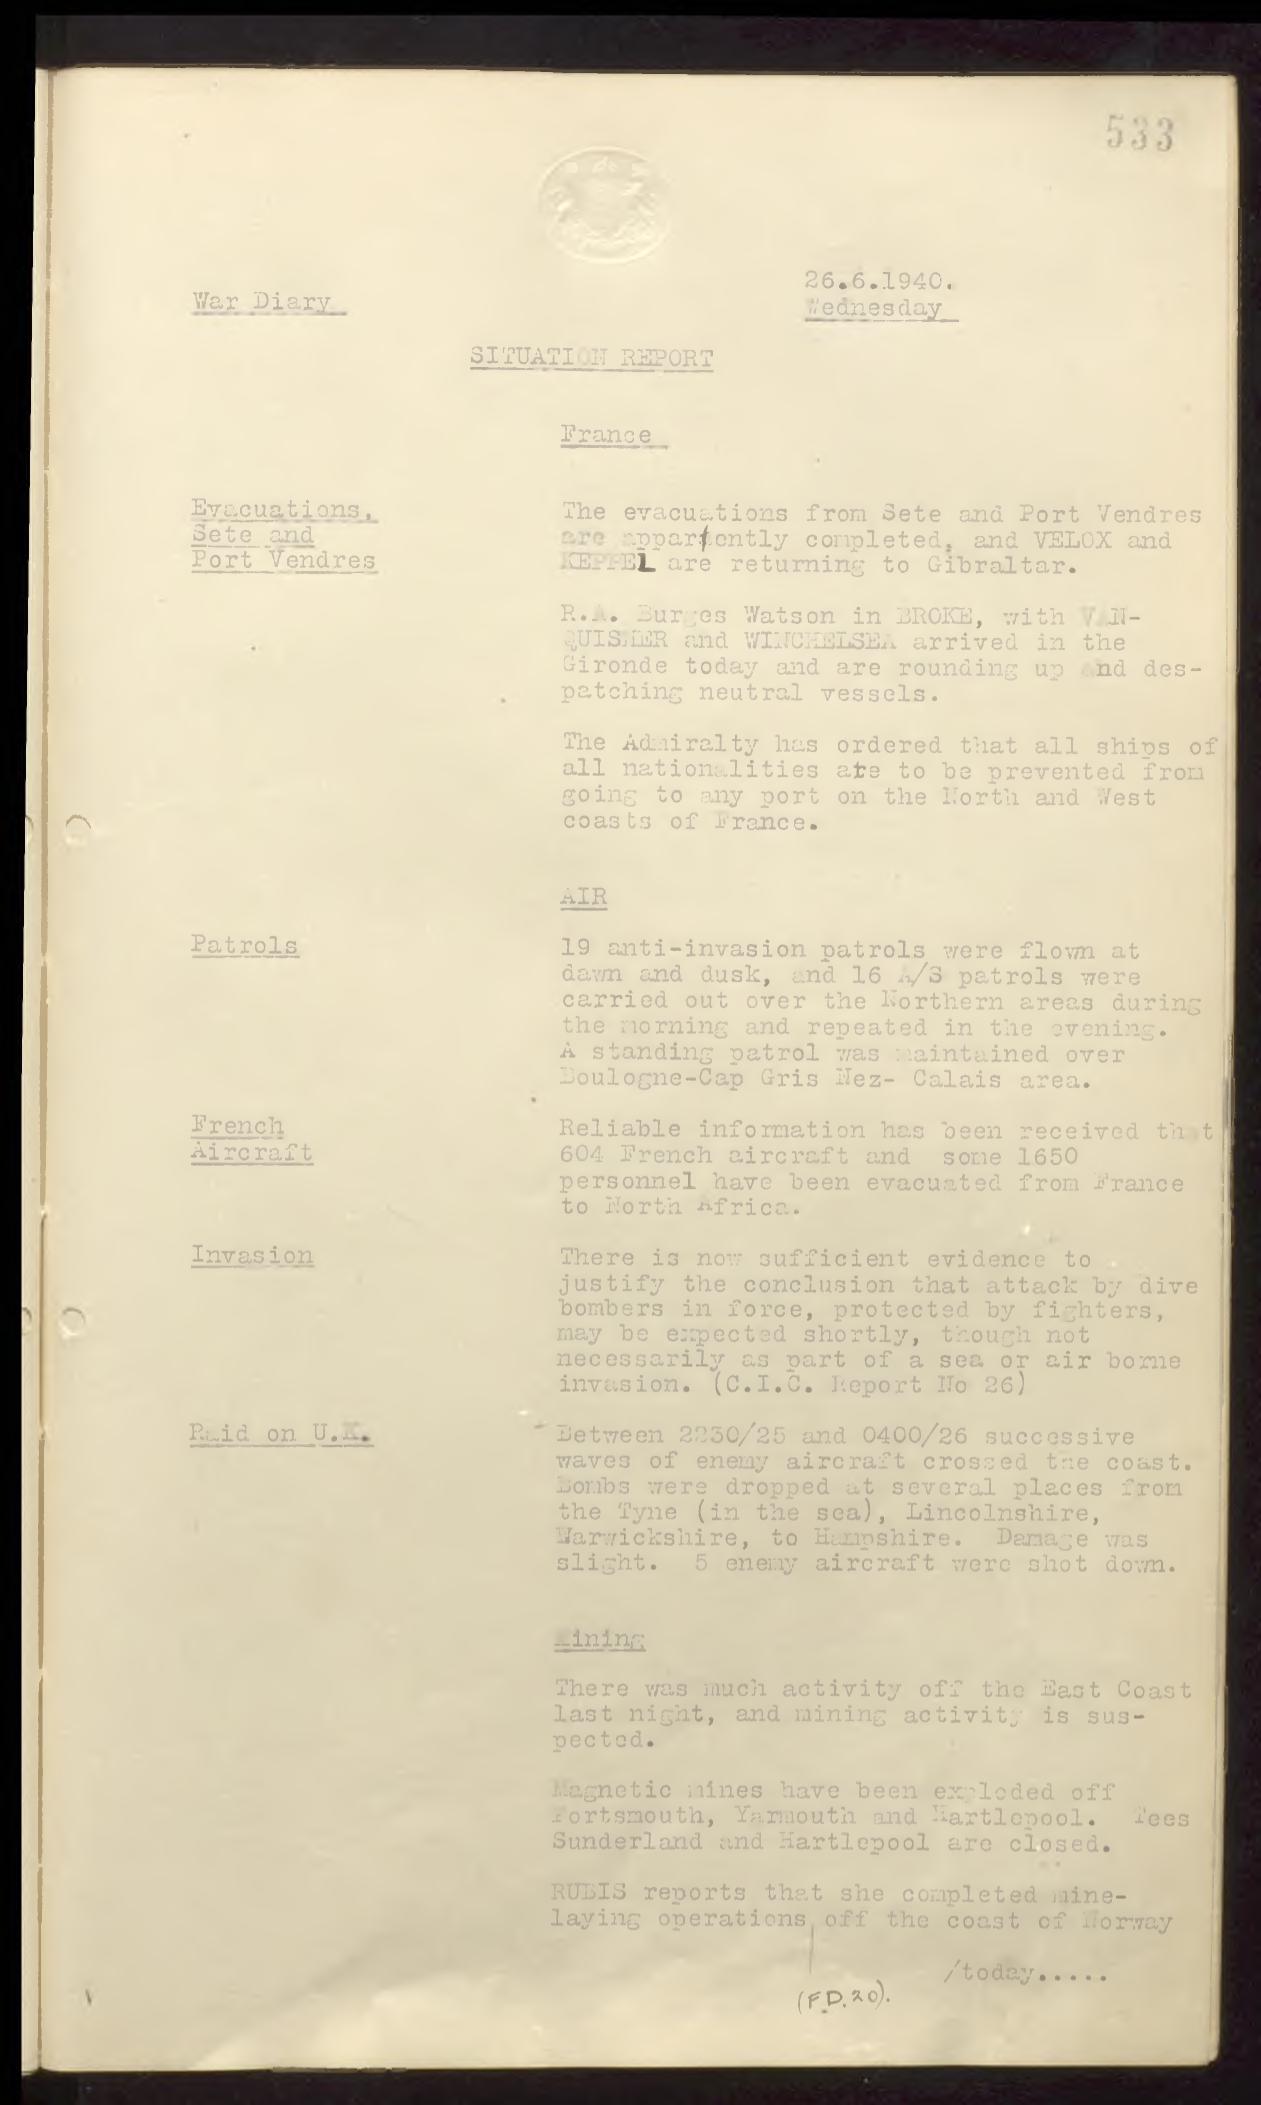 533
War Diary
26.6.1940.
Wednesday
SITUATION REPORT
France
Evacuations,
Sete and
Port Vendres
The evacuations from Sete and Port Vendres
are apparently completed, and VELOX and
KEPPEL are returning to Gibraltar.
R.A. Burges Watson in BROKE, with VAN-
QUISHER and WINCHELSEA arrived in the
Gironde today and are rounding up and des-
patching neutral vessels.
The Admiralty has ordered that all ships of
all nationalities are to be prevented from
going to any port on the North and West
coasts of France.
AIR
Patrols
19 anti-invasion patrols were flown at
dawn and dusk, and 16 A/S patrols were
carried out over the Northern areas during
the morning and repeated in the evening.
A standing patrol was maintained over
Boulogne-Cap Gris Nez- Calais area.
French
Aircraft
Reliable information has been received that
604 French aircraft and some 1650
personnel have been evacuated from France
to North Africa.
Invasion
There is now sufficient evidence to
justify the conclusion that attack by dive
bombers in force, protected by fighters,
may be expected shortly, though not
necessarily as part of a sea or air borne
invasion. (C.I.C. Report No 26)
Raid on U.K.
Between 2230/25 and 0400/26 successive
waves of enemy aircraft crossed the coast.
Bombs were dropped at several places from
the Tyne (in the sea), Lincolnshire,
Warwickshire, to Hampshire. Damage was
slight. 5 enemy aircraft were shot down.
Mining
There was much activity off the East Coast
last night, and mining activity is sus-
pected.
Magnetic mines have been exploded off
Portsmouth, Yarmouth and Hartlepool. Tees
Sunderland and Hartlepool are closed.
RUBIS reports that she completed mine-
laying operations off the coast of Norway
/today.....
(F.D.20).